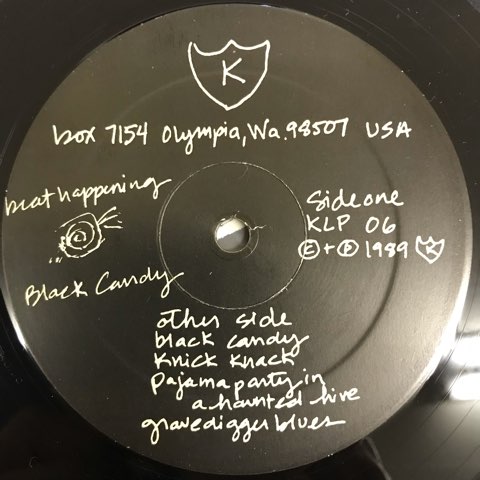 K
box 7154 Olympia, Wa. 98507 USA
beat happening
Black Candy
Side one
KLP 06
Ⓒ + Ⓟ 1989 K
other side
black candy
knick knack
pajama party in
a haunted hive
gravedigger blues